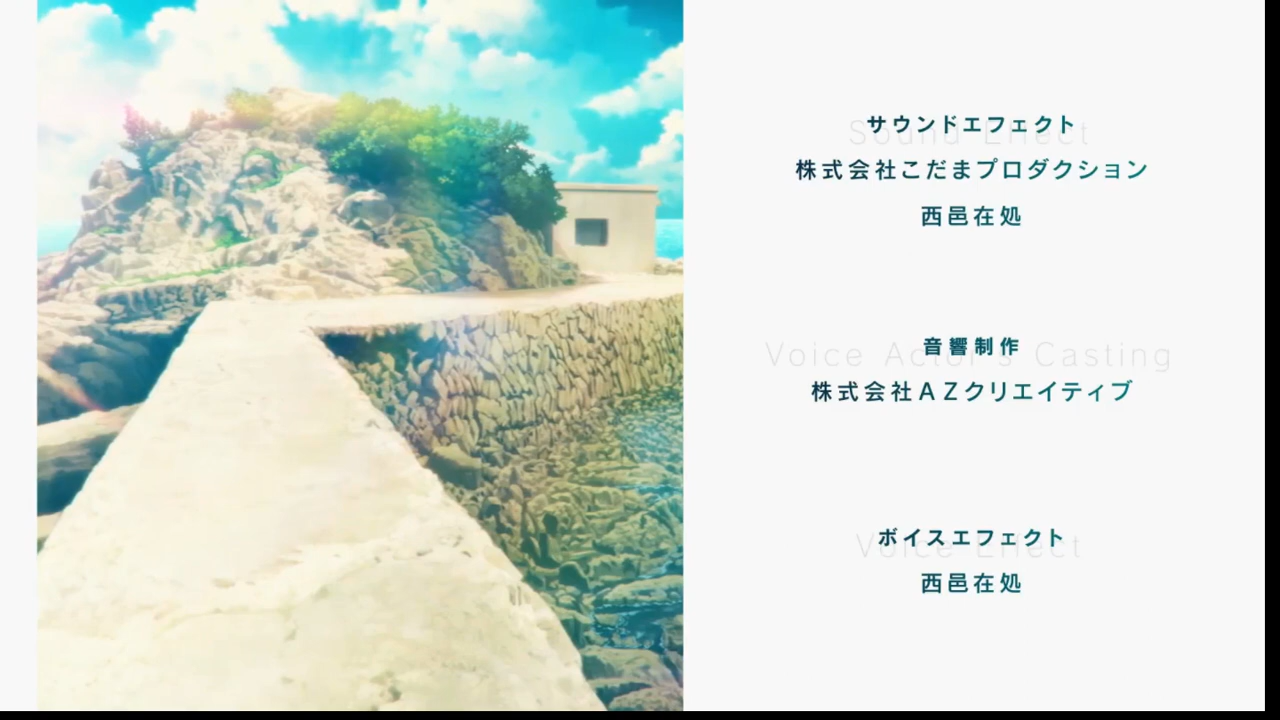 サウンドエフェクト
Sound Effect
株式会社こだまプロダクション
西邑在処
音響制作
Voice Actor's Casting
株式会社AZクリエイティブ
ボイスエフェクト
Voice Effect
西邑在処